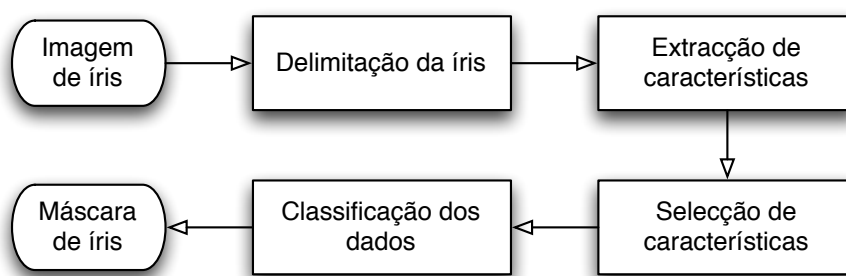 Imagem
de íris
Delimitação da íris
Extracção de
características
Selecção de
características
Classificação dos
dados
Máscara
de íris